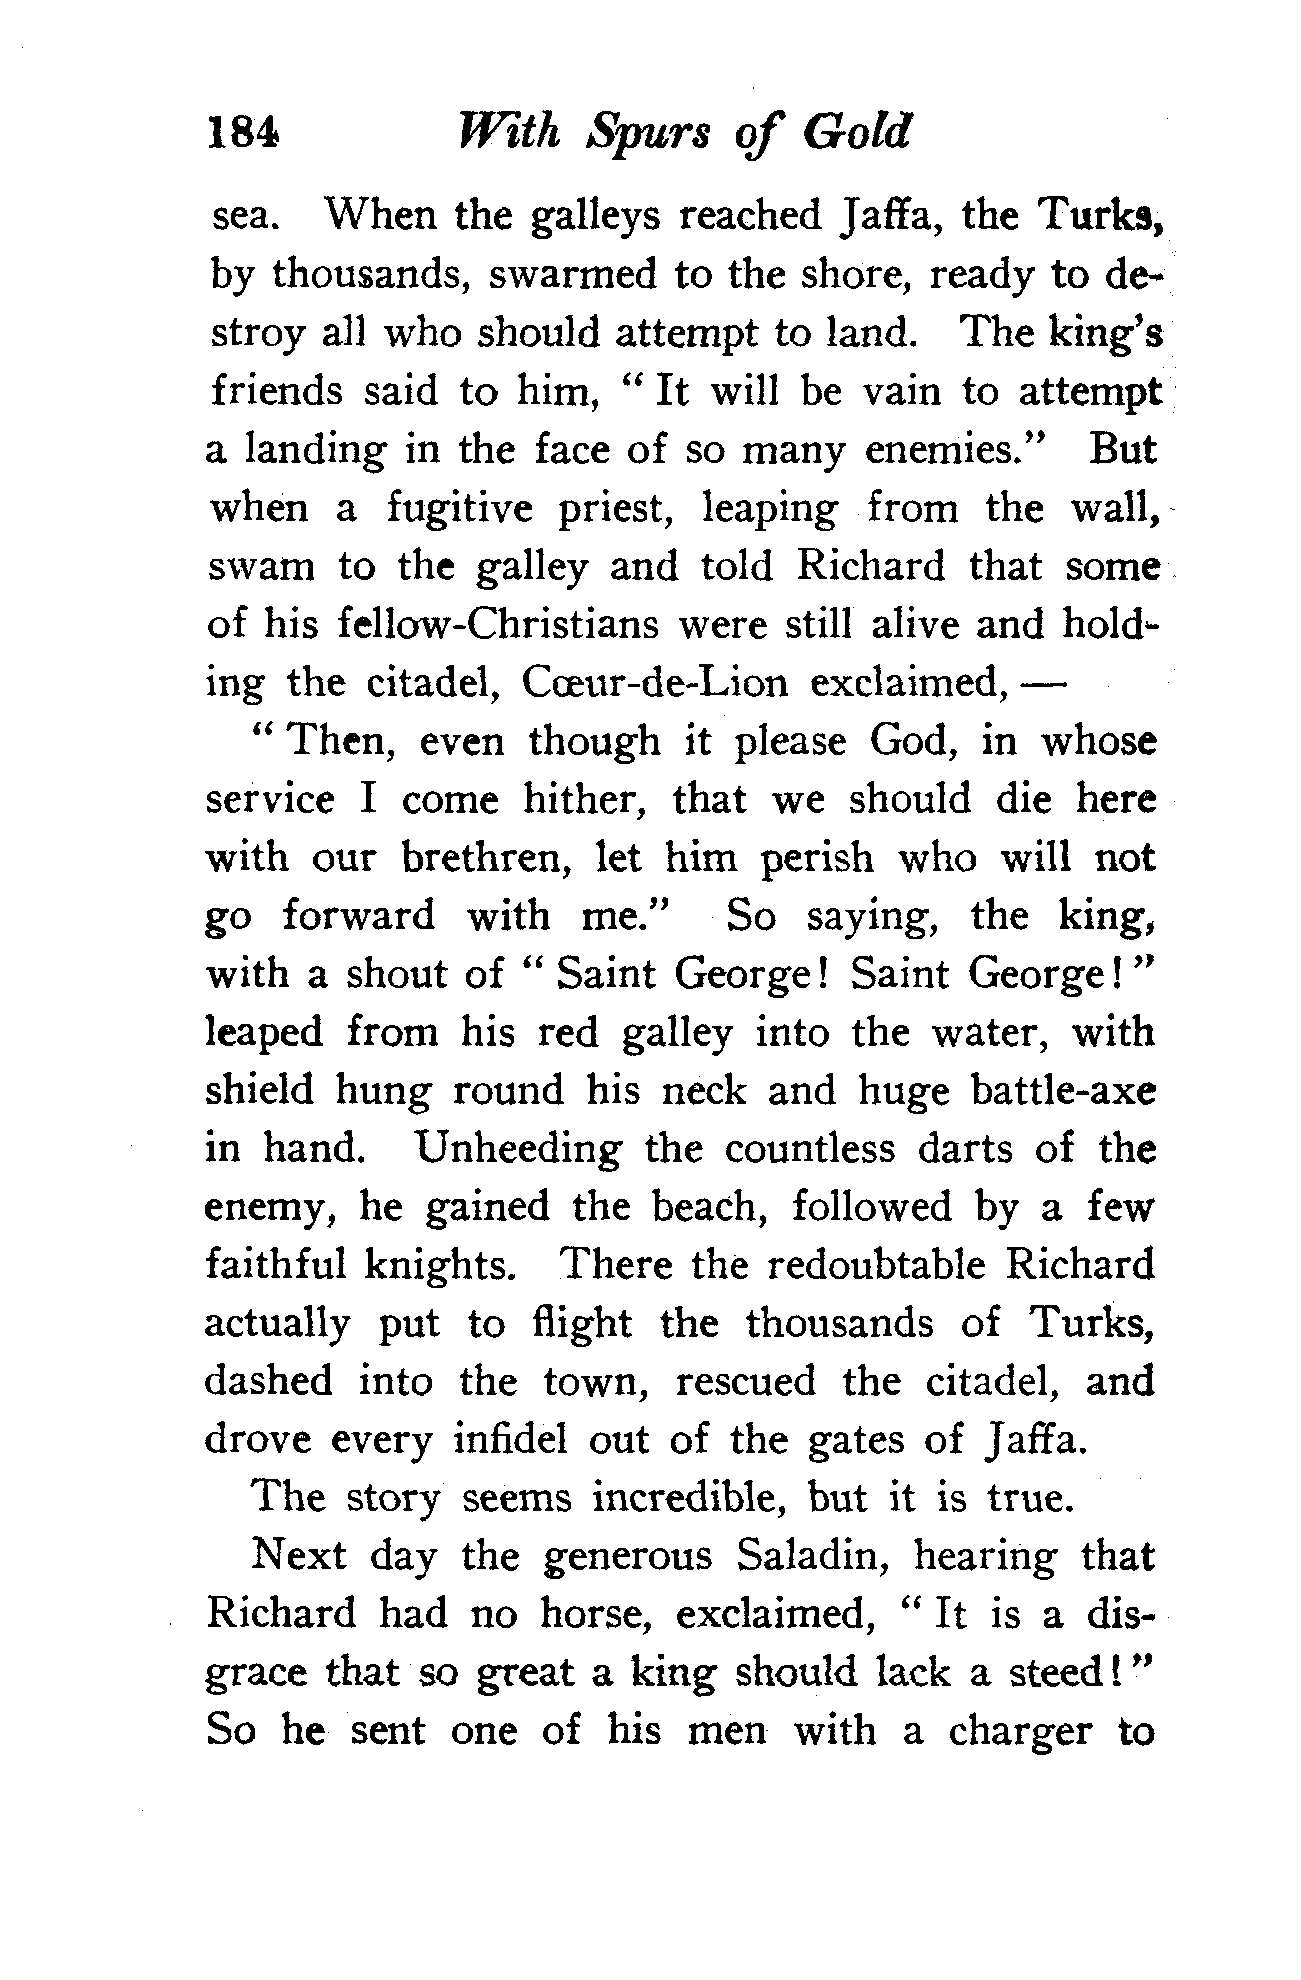 184 With Spurs of Gold
sea. When the galleys reached Jaffa, the Turks,
by thousands, swarmed to the shore, ready to de-
stroy all who should attempt to land. The king's
friends said to him, “ It will be vain to attempt
a landing in the face of so many enemies.” But
when a fugitive priest, leaping from the wall,
swam to the galley and told Richard that some
of his fellow-Christians were still alive and hold-
ing the citadel, Cœur-de-Lion exclaimed, —
“ Then, even though it please God, in whose
service I come hither, that we should die here
with our brethren, let him perish who will not
go forward with me.” So saying, the king,
with a shout of “ Saint George! Saint George! ”
leaped from his red galley into the water, with
shield hung round his neck and huge battle-axe
in hand. Unheeding the countless darts of the
enemy, he gained the beach, followed by a few
faithful knights. There the redoubtable Richard
actually put to flight the thousands of Turks,
dashed into the town, rescued the citadel, and
drove every infidel out of the gates of Jaffa.
The story seems incredible, but it is true.
Next day the generous Saladin, hearing that
Richard had no horse, exclaimed, “ It is a dis-
grace that so great a king should lack a steed! ”
So he sent one of his men with a charger to